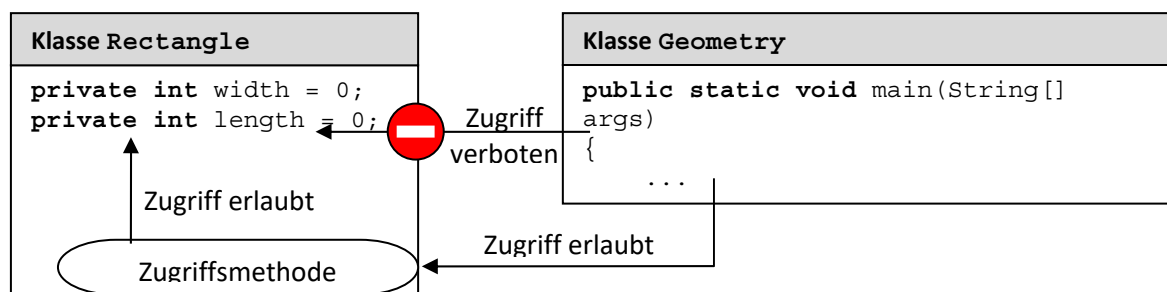 Klasse Rectangle
private int width = 0;
private int length = 0;
Zugriff erlaubt
Zugriffsmethode
Zugriff
verboten
Klasse Geometry
public static void main(String[]
args)
{
...
Zugriff erlaubt